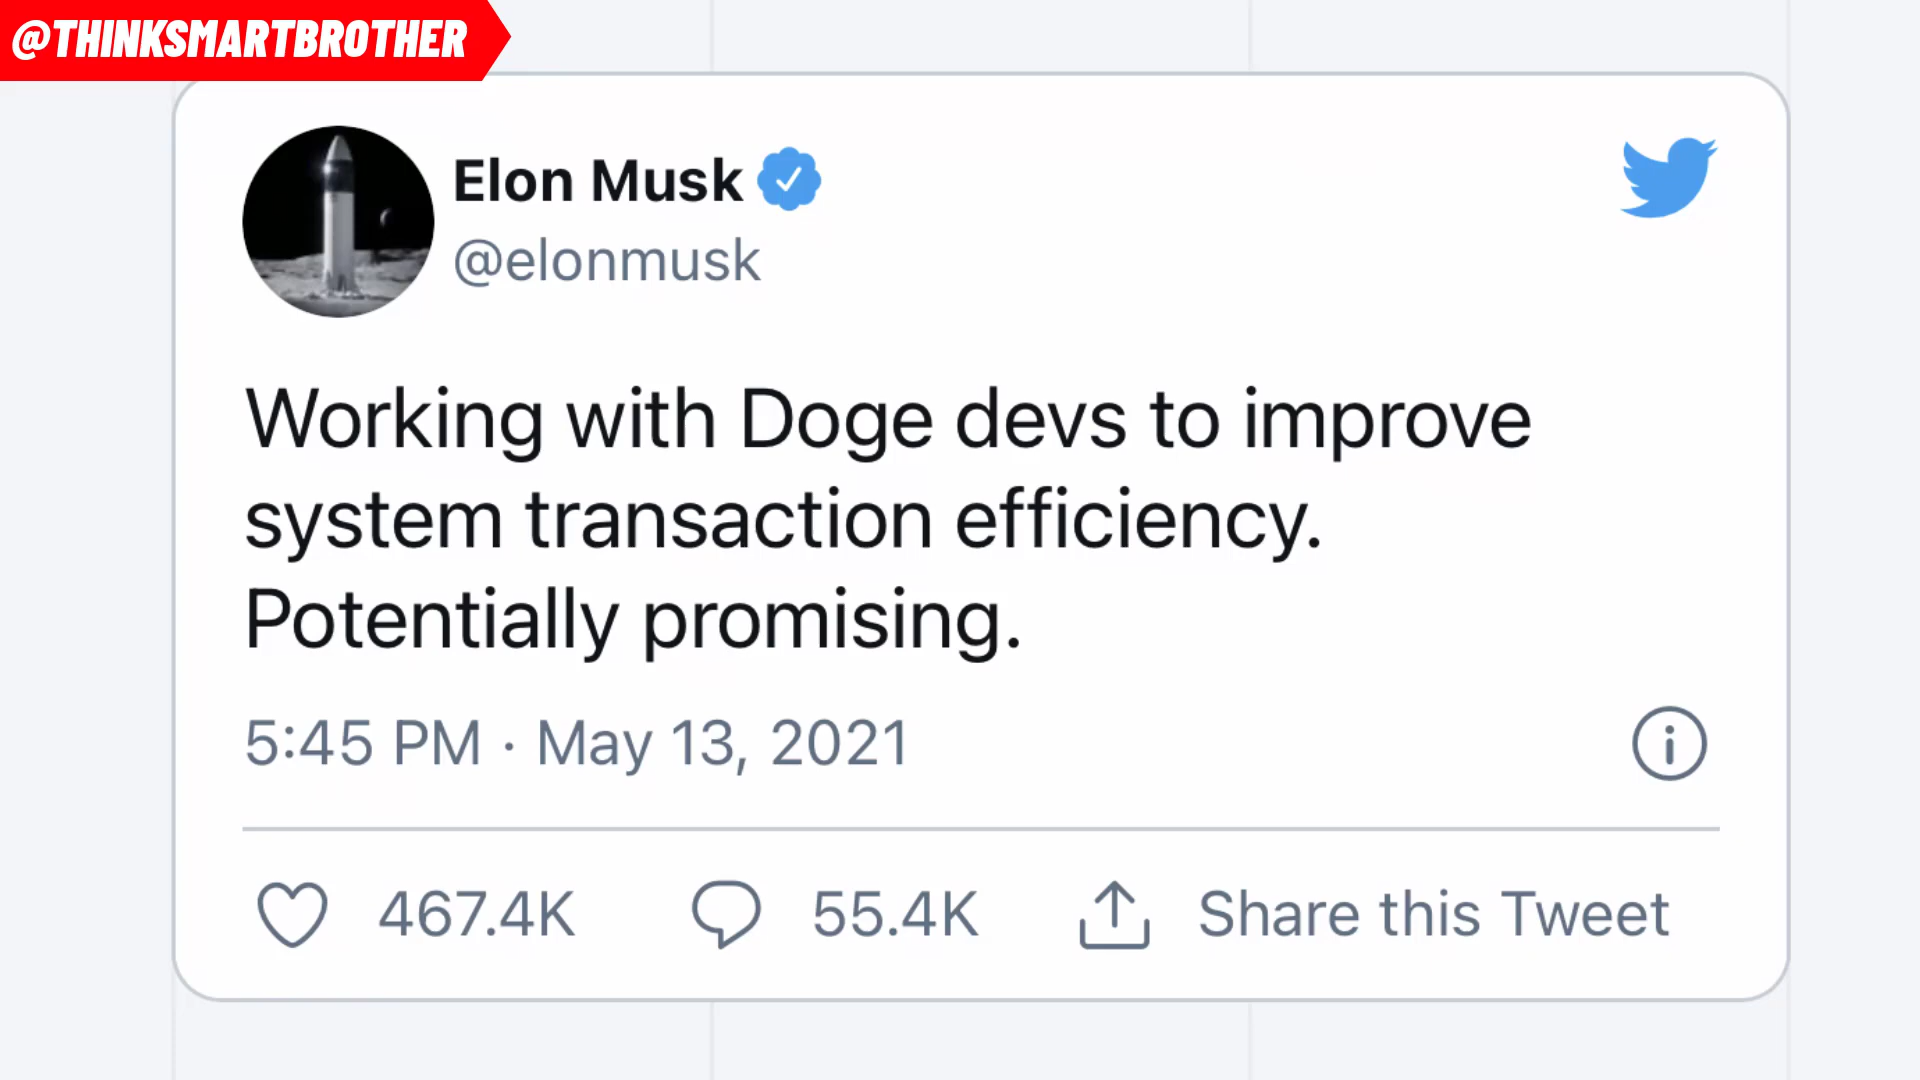 @THINKSMARTBROTHER
Elon Musk
@elonmusk
Working with Doge devs to improve
system transaction efficiency.
Potentially promising.
5:45 PM · May 13, 2021
467.4K 55.4K Share this Tweet